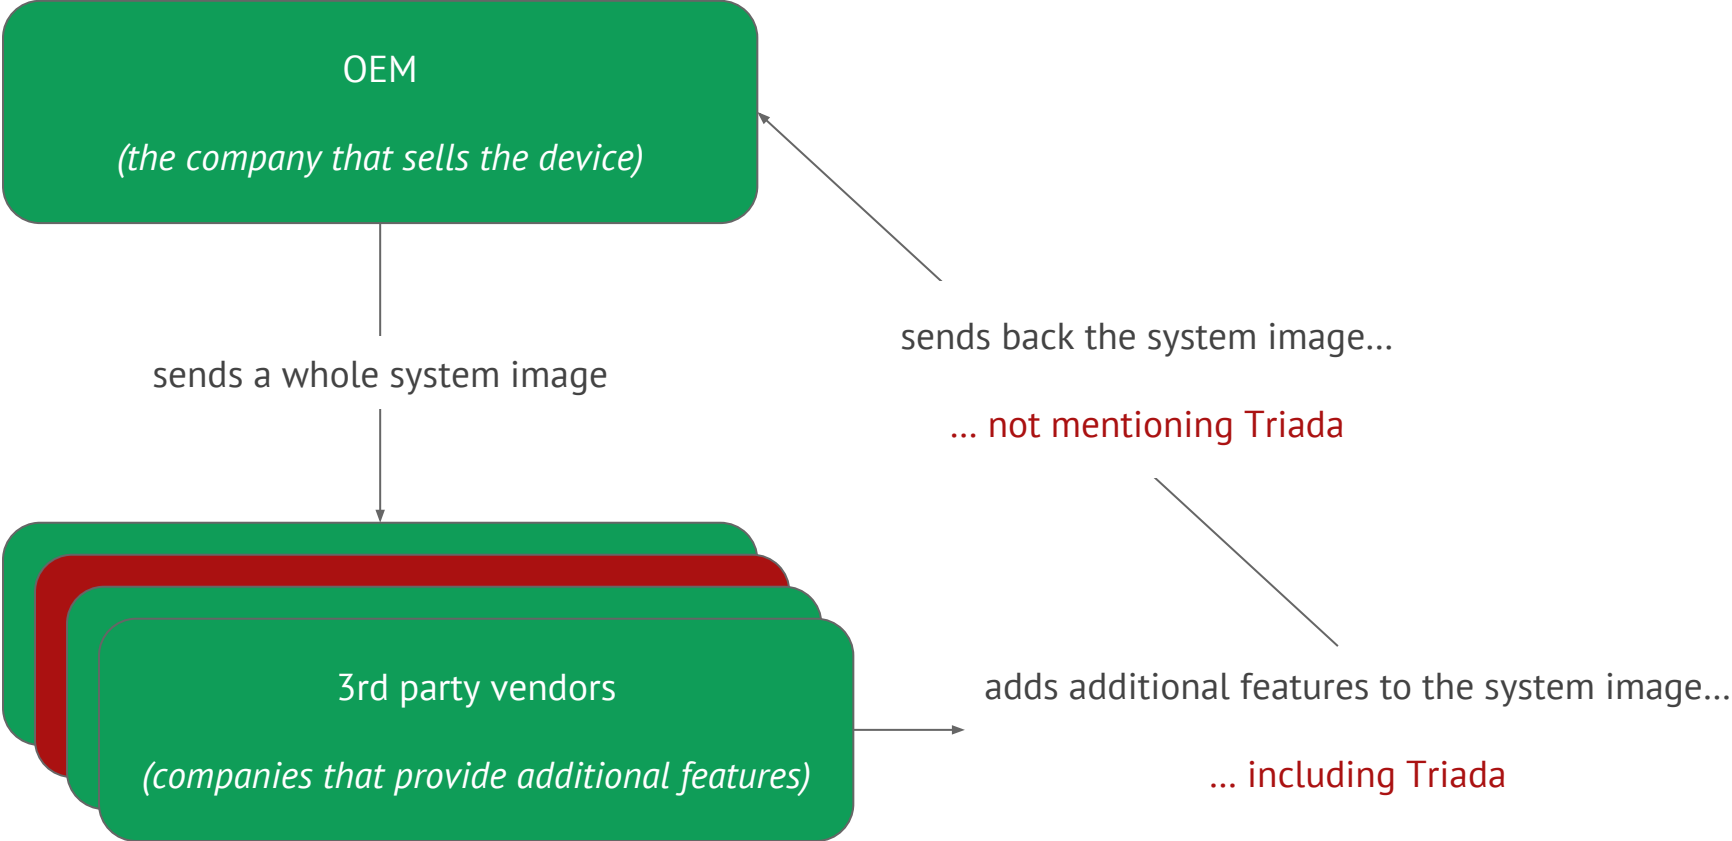 OEM
(the company that sells the device)
sends a whole system image
sends back the system image...
... not mentioning Triada
3rd party vendors
(companies that provide additional features)
adds additional features to the system image...
... including Triada